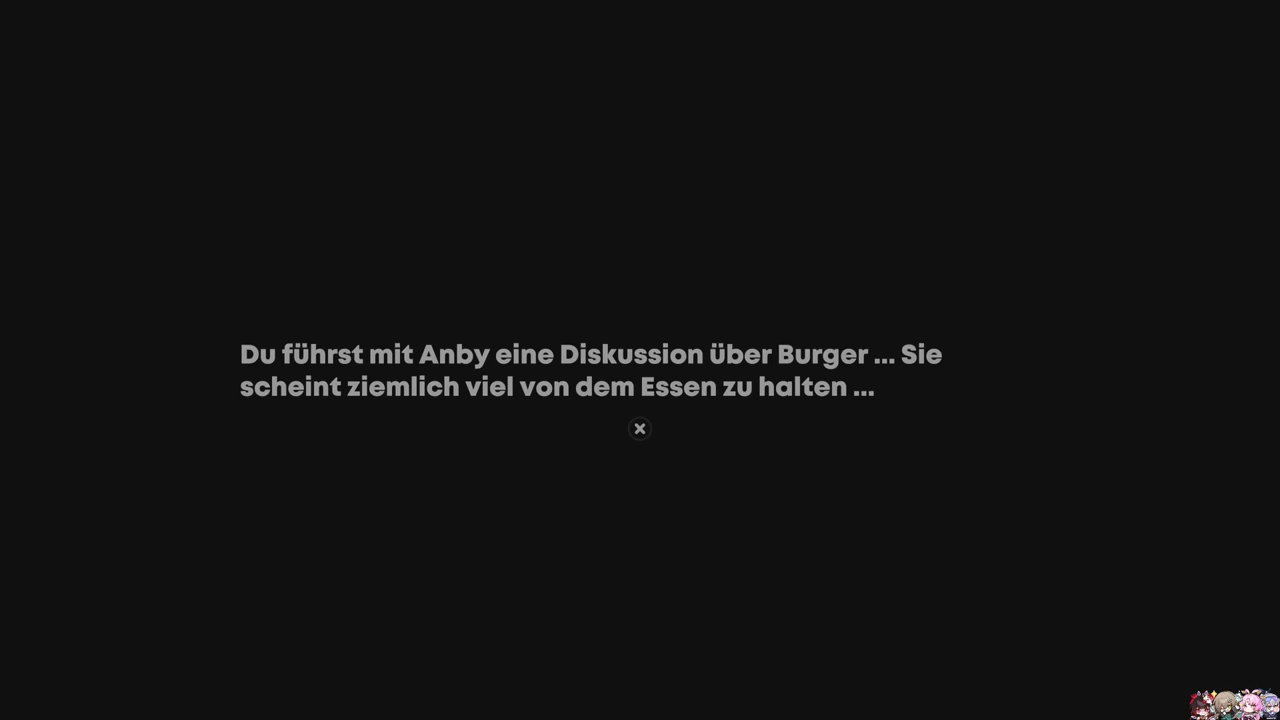 Du führst mit Anby eine Diskussion über Burger ... Sie
scheint ziemlich viel von dem Essen zu halten ...